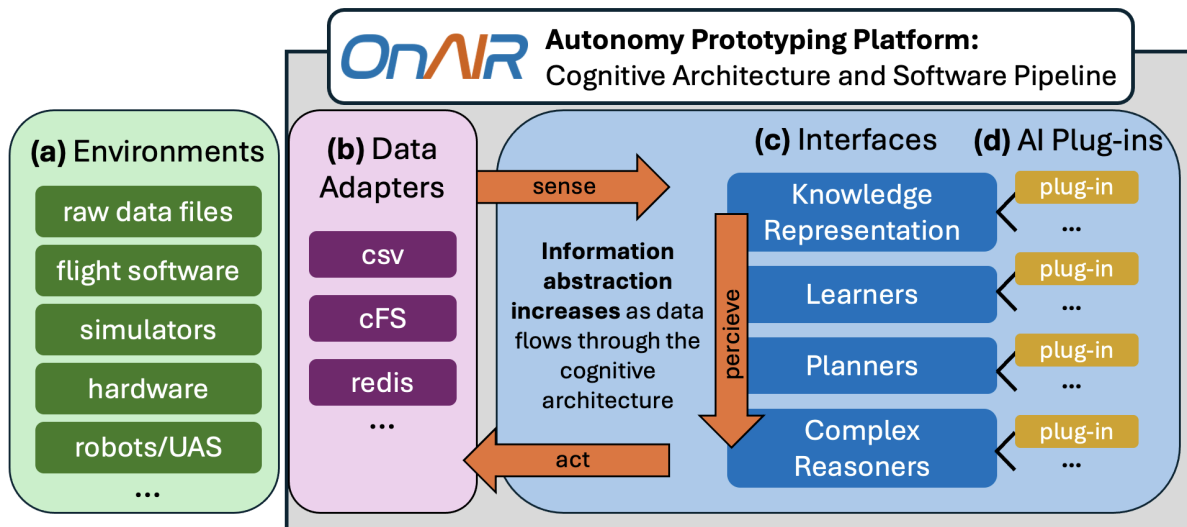 OnAIR
Autonomy Prototyping Platform:
Cognitive Architecture and Software Pipeline
(a) Environments
raw data files
flight software
simulators
hardware
robots/UAS
...
(b) Data
Adapters
csv
cFS
redis
...
sense
Information
abstraction
increases as data
flows through the
cognitive
architecture
act
(c) Interfaces
percieve
Knowledge
Representation
Learners
Planners
Complex
Reasoners
(d) AI Plug-ins
plug-in
...
plug-in
...
plug-in
...
plug-in
...